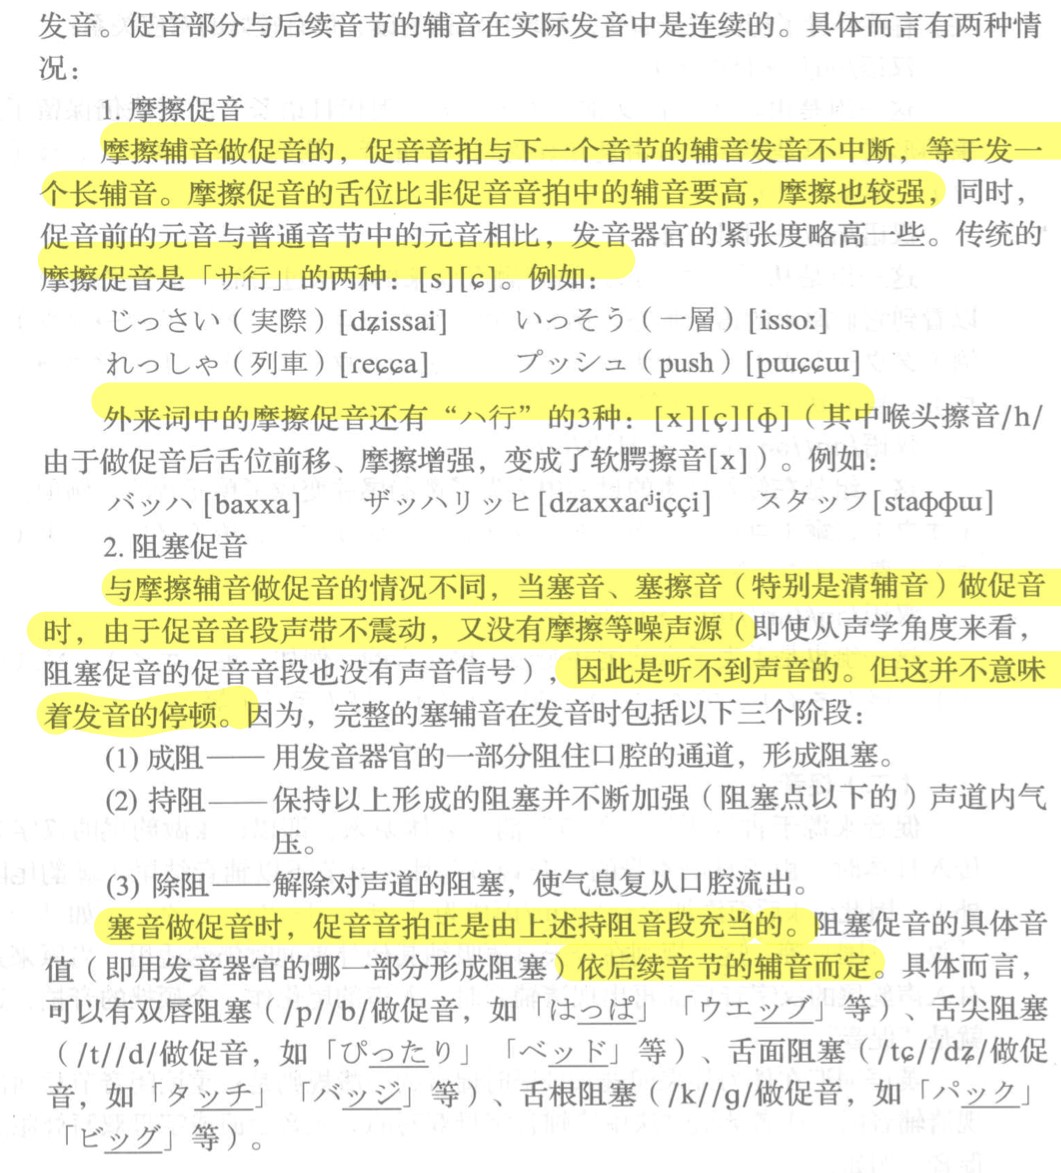 发音。促音部分与后续音节的辅音在实际发音中是连续的。具体而言有两种情
况：
1. 摩擦促音
摩擦辅音做促音的，促音音拍与下一个音节的辅音发音不中断，等于发一
个长辅音。摩擦促音的舌位比非促音音拍中的辅音要高，摩擦也较强，同时，
促音前的元音与普通音节中的元音相比，发音器官的紧张度略高一些。传统的
摩擦促音是「サ行」的两种：[s][ɕ]。例如：
じっさい（実際）[dʑissai] いっそう（一層）[issoː]
れっしゃ（列車）[ɾeɕɕa] プッシュ（push）[pɯɕɕɯ]
外来词中的摩擦促音还有“ハ行”的3种：[x][ç][ɸ]（其中喉头擦音/h/
由于做促音后舌位前移、摩擦增强，变成了软腭擦音[x]）。例如：
バッハ [baxxa] ザッハリッヒ[dzaxxaɾʲiççi] スタッフ[staɸɸɯ]
2. 阻塞促音
与摩擦辅音做促音的情况不同，当塞音、塞擦音（特别是清辅音）做促音
时，由于促音音段声带不震动，又没有摩擦等噪声源（即使从声学角度来看，
阻塞促音的促音音段也没有声音信号），因此是听不到声音的。但这并不意味
着发音的停顿。因为，完整的塞辅音在发音时包括以下三个阶段：
(1) 成阻——用发音器官的一部分阻住口腔的通道，形成阻塞。
(2) 持阻——保持以上形成的阻塞并不断加强（阻塞点以下的）声道内气
压。
(3) 除阻——解除对声道的阻塞，使气息复从口腔流出。
塞音做促音时，促音音拍正是由上述持阻音段充当的。阻塞促音的具体音
值（即用发音器官的哪一部分形成阻塞）依后续音节的辅音而定。具体而言，
可以有双唇阻塞（/p//b/做促音，如「はっぱ」「ウエッブ」等）、舌尖阻塞
（/t//d/做促音，如「ぴったり」「ベッド」等）、舌面阻塞（/tɕ//dʑ/做促
音，如「タッチ」「バッジ」等）、舌根阻塞（/k//ɡ/做促音，如「パック」
「ビッグ」等）。